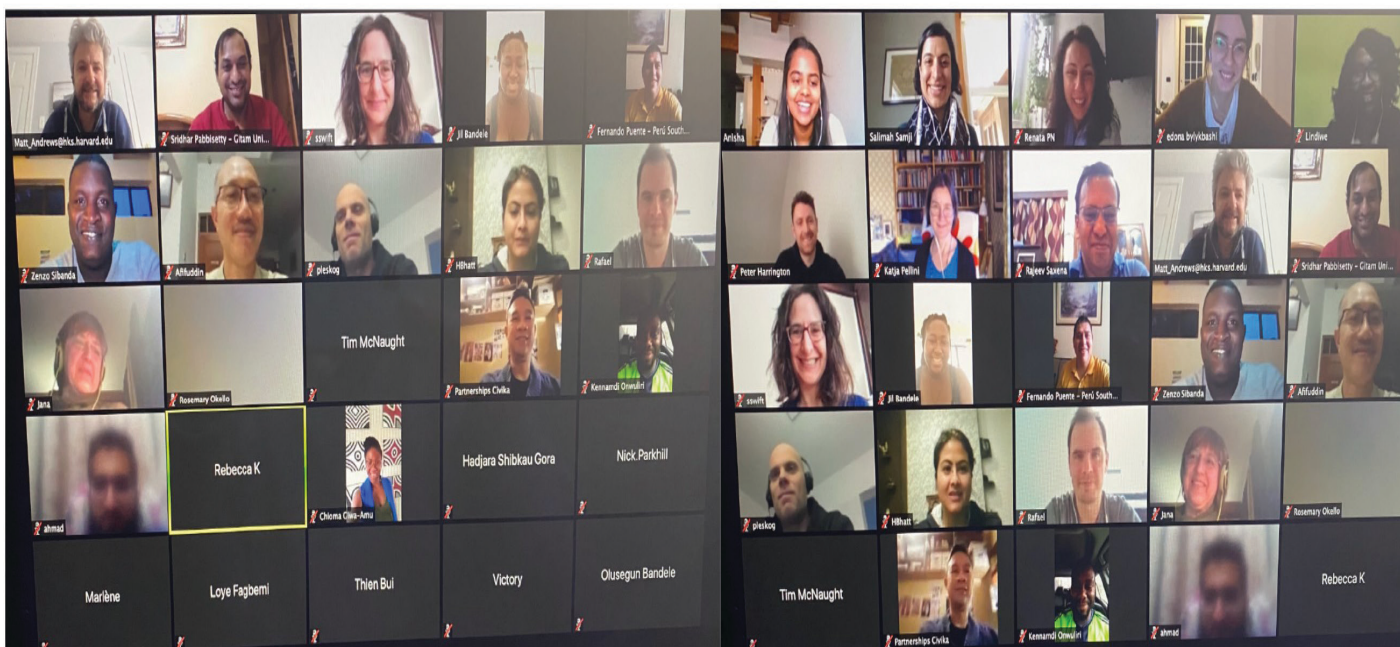 Matt_Andrews@hks.harvard.edu
Sridhar Pabbisetty - Gitam Uni...
sswift
Jil Bandele
Fernando Puente - Perú South...
Zenzo Sibanda
Afifuddin
pleskog
HBhatt
Rafael
Jana
Rosemary Okello
Tim McNaught
Partnerships Civika
Kennamdi Onwuliri
ahmad
Rebecca K
Chioma
Hadjara Shibkau Gora
Nick.Parkhill
Marlène
Loye Fagbemi
Thien Bui
Victory
Olusegun Bandele
Anisha
Salimah Samji
Renata PN
edona bylykbashi
Lindiwe
Peter Harrington
Katja Pellini
Rajeev Saxena
Matt_Andrews@hks.harvard.edu
Sridhar Pabbisetty - Gitam Uni...
sswift
Jil Bandele
Fernando Puente - Perú South...
Zenzo Sibanda
Afifuddin
pleskog
HBhatt
Rafael
Jana
Rosemary Okello
Tim McNaught
Partnerships Civika
Kennamdi Onwuliri
ahmad
Rebecca K